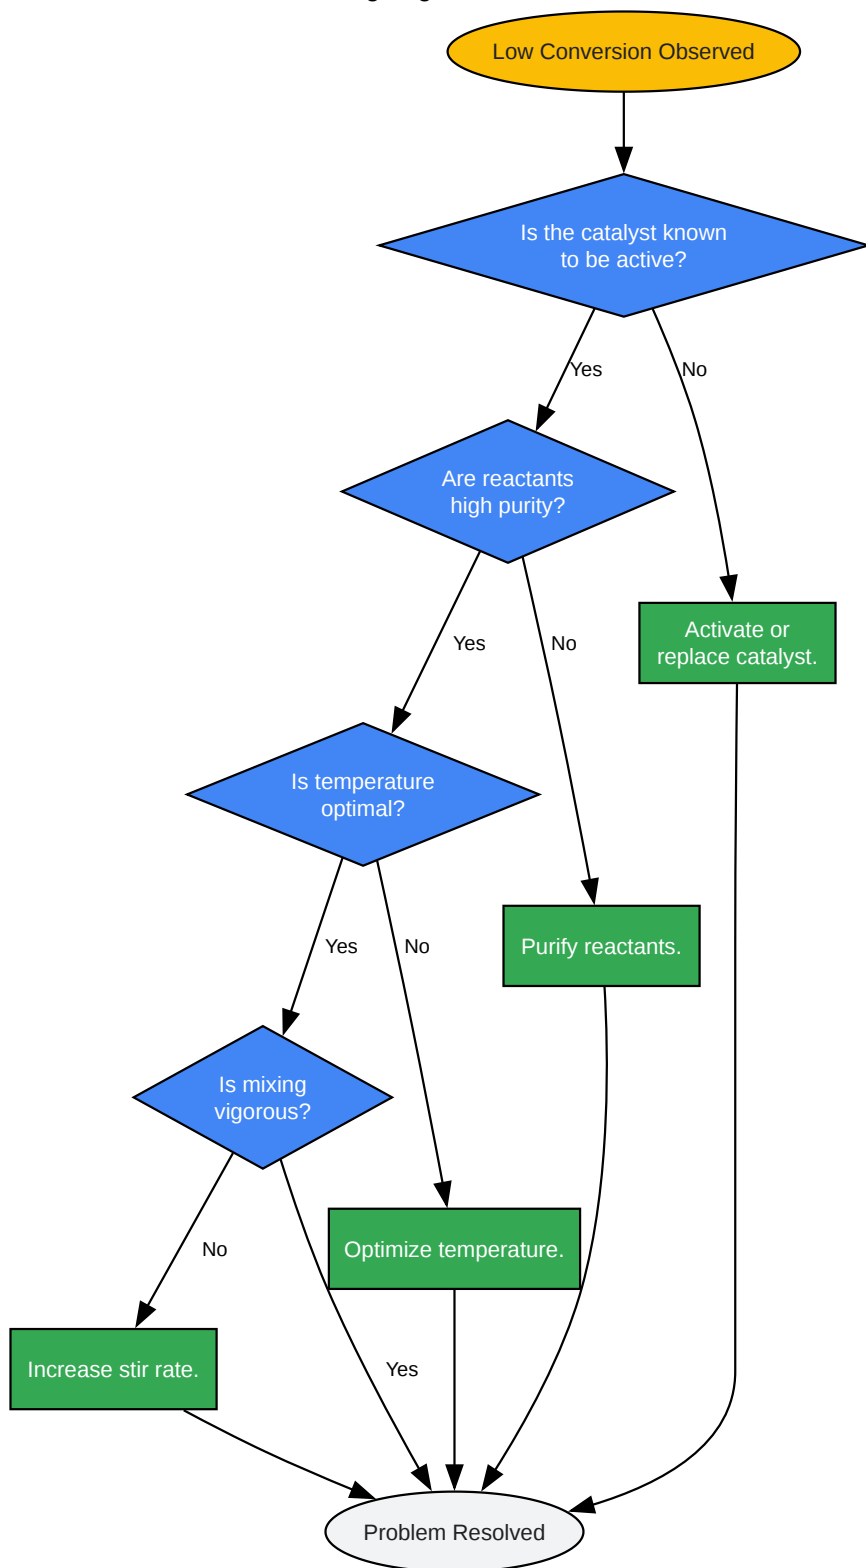 Low Conversion Observed
Is the catalyst known
to be active?
Yes
No
Are reactants
high purity?
Yes
No
Activate or
replace catalyst.
Is temperature
optimal?
Yes
No
Purify reactants.
Is mixing
vigorous?
No
Optimize temperature.
Increase stir rate.
Yes
Problem Resolved